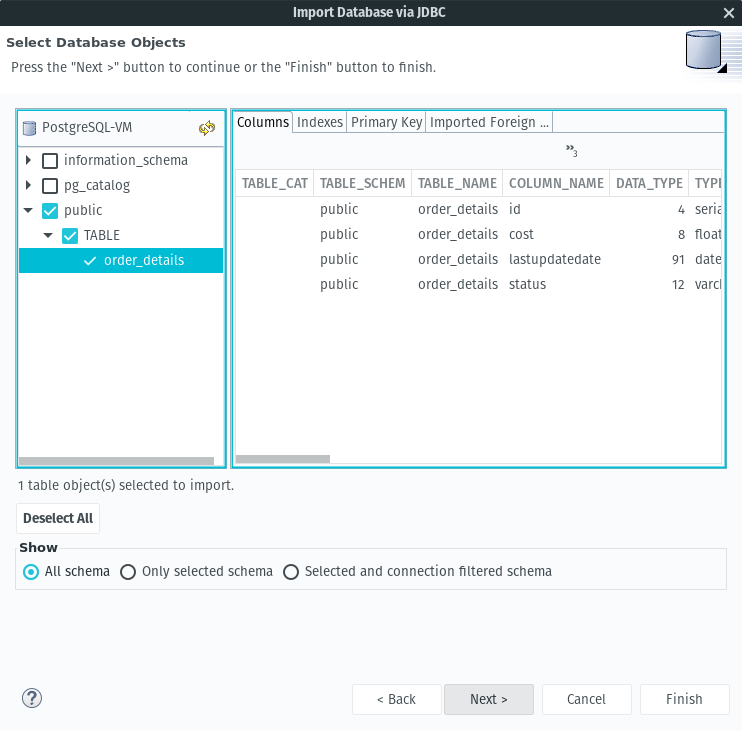 Import Database via JDBC
Select Database Objects
Press the "Next >" button to continue or the "Finish" button to finish.
PostgreSQL-VM
information_schema
pg_catalog
public
TABLE
order_details
Columns Indexes Primary Key Imported Foreign ...
»3
TABLE_CAT TABLE_SCHEM TABLE_NAME COLUMN_NAME DATA_TYPE TYPE
public order_details id 4 seria
public order_details cost 8 float
public order_details lastupdatedate 91 date
public order_details status 12 varch
1 table object(s) selected to import.
Deselect All
Show
All schema Only selected schema Selected and connection filtered schema
? < Back Next > Cancel Finish